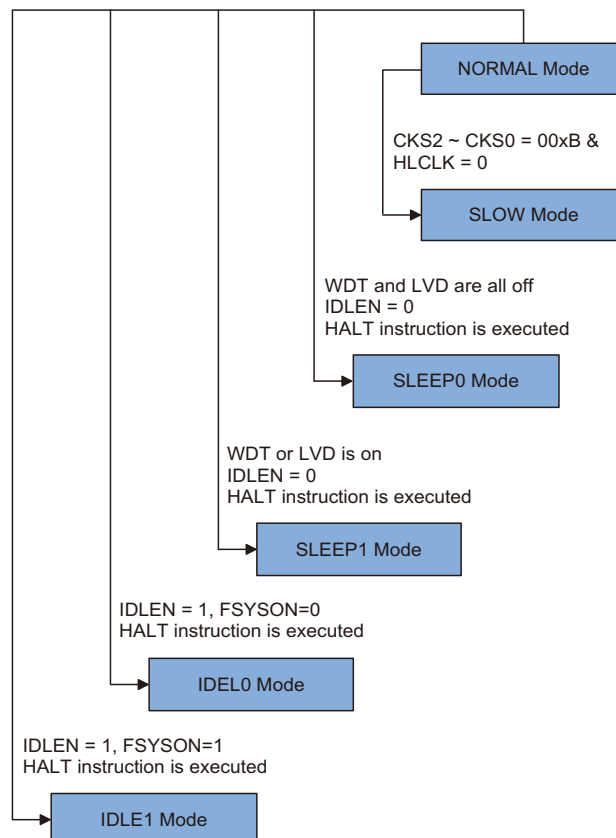 NORMAL Mode
CKS2 ~ CKS0 = 00xB &
HLCLK = 0
SLOW Mode
WDT and LVD are all off
IDLEN = 0
HALT instruction is executed
SLEEP0 Mode
WDT or LVD is on
IDLEN = 0
HALT instruction is executed
SLEEP1 Mode
IDLEN = 1, FSYSON=0
HALT instruction is executed
IDEL0 Mode
IDLEN = 1, FSYSON=1
HALT instruction is executed
IDLE1 Mode